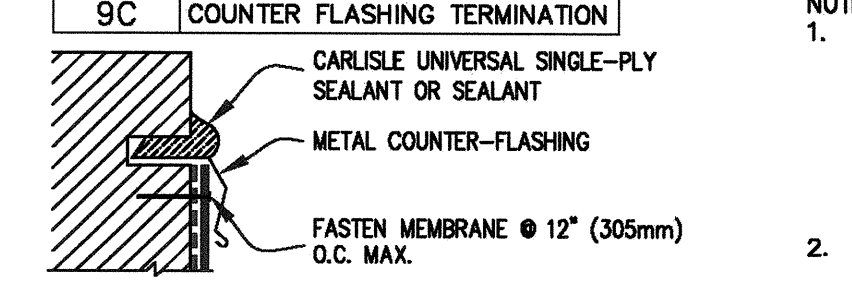 9C COUNTER FLASHING TERMINATION
CARLISLE UNIVERSAL SINGLE-PLY
SEALANT OR SEALANT
METAL COUNTER-FLASHING
FASTEN MEMBRANE @ 12" (305mm)
O.C. MAX.
1.
2.